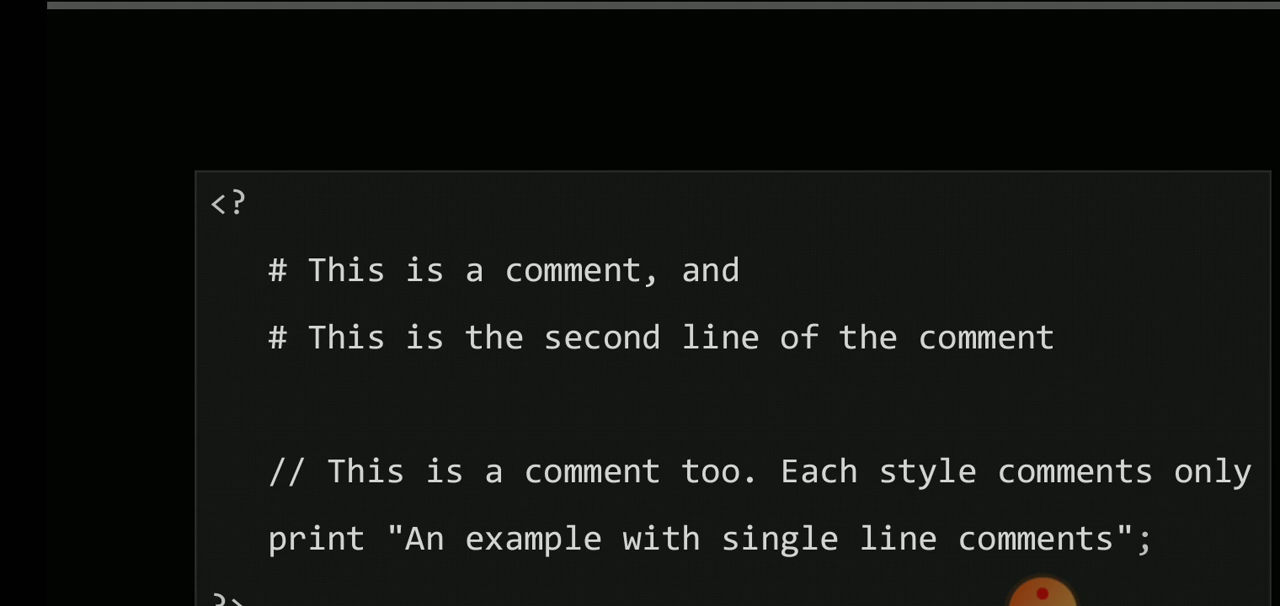 <?
# This is a comment, and
# This is the second line of the comment
// This is a comment too. Each style comments only
print "An example with single line comments";
?>